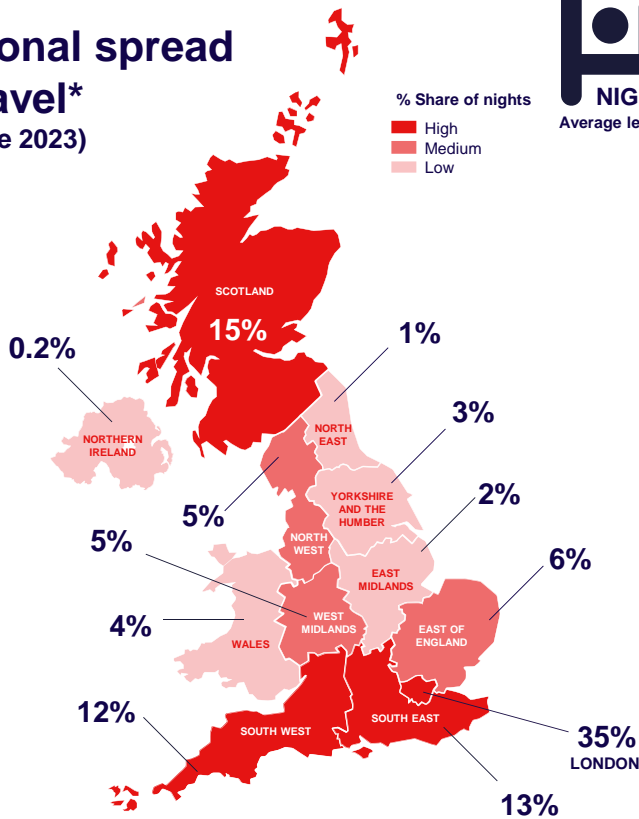 onal spread
avel*
e 2023)
% Share of nights
High
Medium
Low
NIG
Average le
SCOTLAND
15%
0.2%
NORTHERN
IRELAND
1%
NORTH
EAST
3%
YORKSHIRE
AND THE
HUMBER
5%
NORTH
WEST
2%
EAST
MIDLANDS
5%
WEST
MIDLANDS
6%
EAST OF
ENGLAND
4%
WALES
12%
SOUTH WEST
SOUTH EAST
13%
35%
LONDON